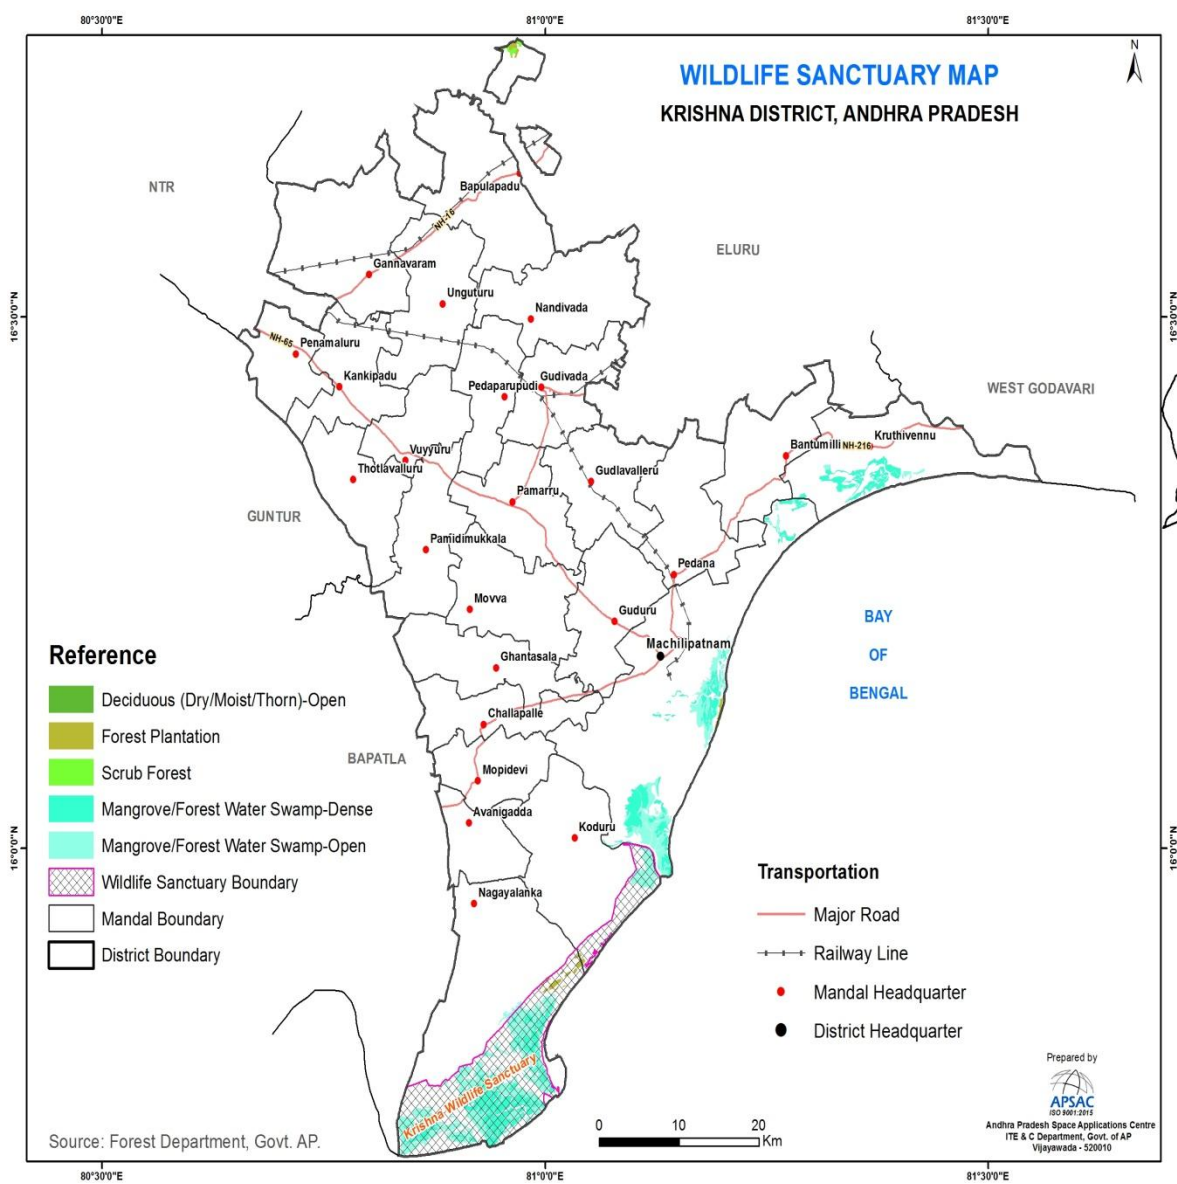 80°30'0"E
81°0'0"E
81°30'0"E
N
WILDLIFE SANCTUARY MAP
KRISHNA DISTRICT, ANDHRA PRADESH
NTR
Bapulapadu
NH-16
ELURU
Gannavaram
Unguturu
Nandivada
16°30'0"N
16°30'0"N
NH-65
Penamaluru
Kankipadu
Pedaparupudi
Gudivada
WEST GODAVARI
Kruthivennu
Bantumilli
NH-216
Vuyyuru
Thotlavalluru
Gudlavalleru
Pamarru
GUNTUR
Pamidimukkala
Pedana
Movva
Guduru
BAY
OF
BENGAL
Machilipatnam
Ghantasala
Challapalle
BAPATLA
Mopidevi
Avanigadda
Koduru
16°0'0"N
16°0'0"N
Nagayalanka
Krishna Wildlife Sanctuary
Reference
Deciduous (Dry/Moist/Thorn)-Open
Forest Plantation
Scrub Forest
Mangrove/Forest Water Swamp-Dense
Mangrove/Forest Water Swamp-Open
Wildlife Sanctuary Boundary
Mandal Boundary
District Boundary
Transportation
Major Road
Railway Line
Mandal Headquarter
District Headquarter
0 10 20
Km
Prepared by
APSAC
ISO 9001:2015
Andhra Pradesh Space Applications Centre
ITE & C Department, Govt. of AP
Vijayawada - 520010
Source: Forest Department, Govt. AP.
80°30'0"E
81°0'0"E
81°30'0"E